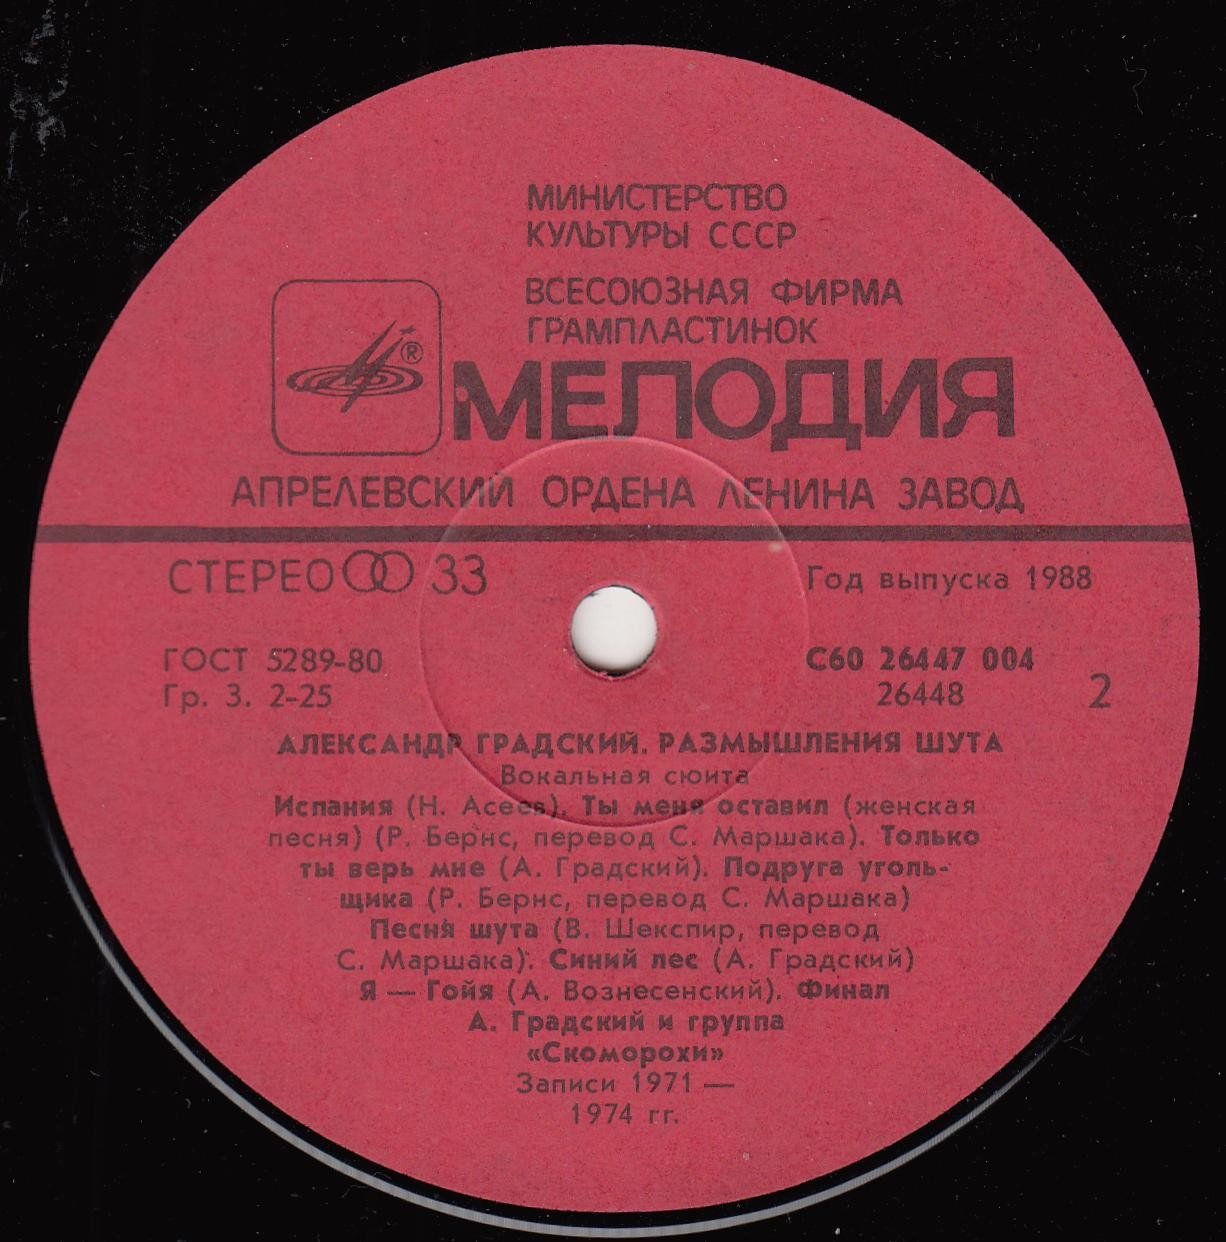 МИНИСТЕРСТВО
КУЛЬТУРЫ СССР
ВСЕСОЮЗНАЯ ФИРМА
ГРАМПЛАСТИНОК
®
МЕЛОДИЯ
АПРЕЛЕВСКИЙ ОРДЕНА ЛЕНИНА ЗАВОД
СТЕРЕО 33
Год выпуска 1988
ГОСТ 5289-80
Гр. 3. 2-25
С60 26447 004
26448
2
АЛЕКСАНДР ГРАДСКИЙ. РАЗМЫШЛЕНИЯ ШУТА
Вокальная сюита
Испания (Н. Асеев). Ты меня оставил (женская
песня) (Р. Бернс, перевод С. Маршака). Только
ты верь мне (А. Градский). Подруга уголь-
щика (Р. Бернс, перевод С. Маршака)
Песня шута (В. Шекспир, перевод
С. Маршака). Синий лес (А. Градский)
Я — Гойя (А. Вознесенский). Финал
А. Градский и группа
«Скоморохи»
Записи 1971 —
1974 гг.